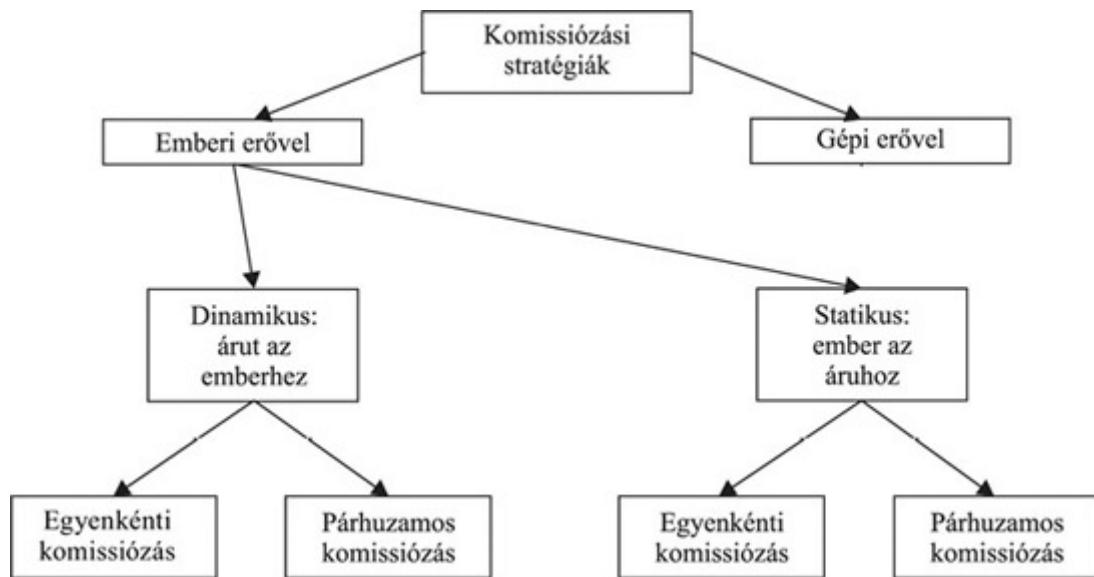 Komissiózási
stratégiák
Emberi erővel
Gépi erővel
Dinamikus:
árut az
emberhez
Statikus:
ember az
áruhoz
Egyenkénti
komissiózás
Párhuzamos
komissiózás
Egyenkénti
komissiózás
Párhuzamos
komissiózás